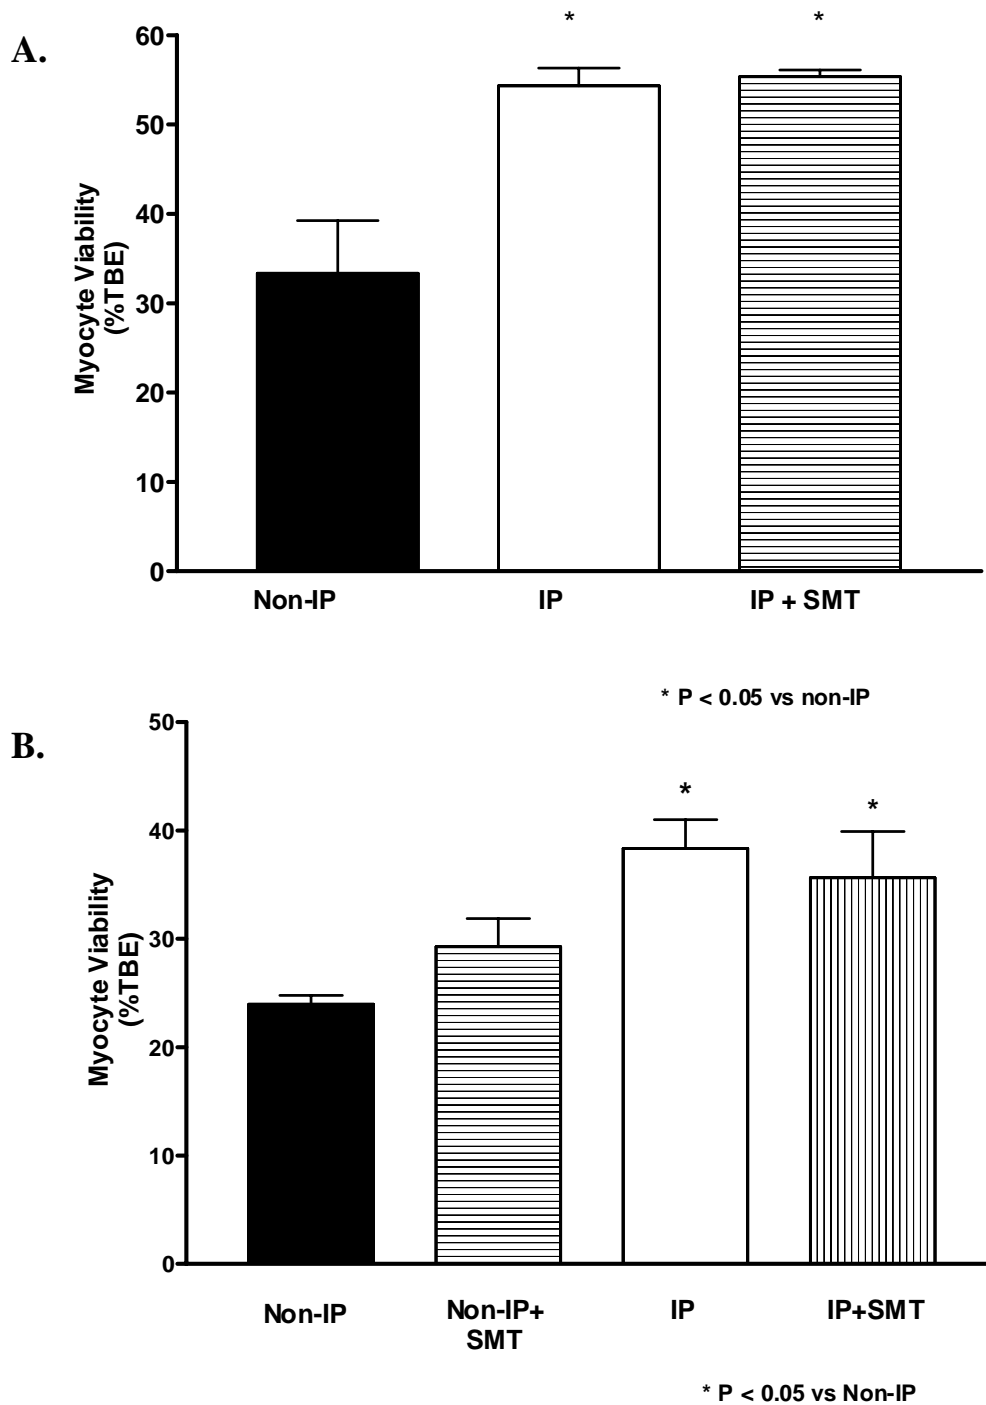 A.
*
*
60
50
40
30
20
10
0
Myocyte Viability
(%TBE)
Non-IP
IP
IP + SMT
* P < 0.05 vs non-IP
B.
50
40
30
20
10
0
Myocyte Viability
(%TBE)
*
*
Non-IP
Non-IP+
SMT
IP
IP+SMT
* P < 0.05 vs Non-IP